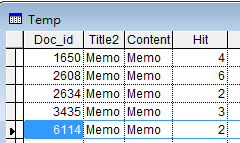 Temp
Doc_id Title2 Content Hit
1650 Memo Memo 4
2608 Memo Memo 6
2634 Memo Memo 2
3435 Memo Memo 3
6114 Memo Memo 2